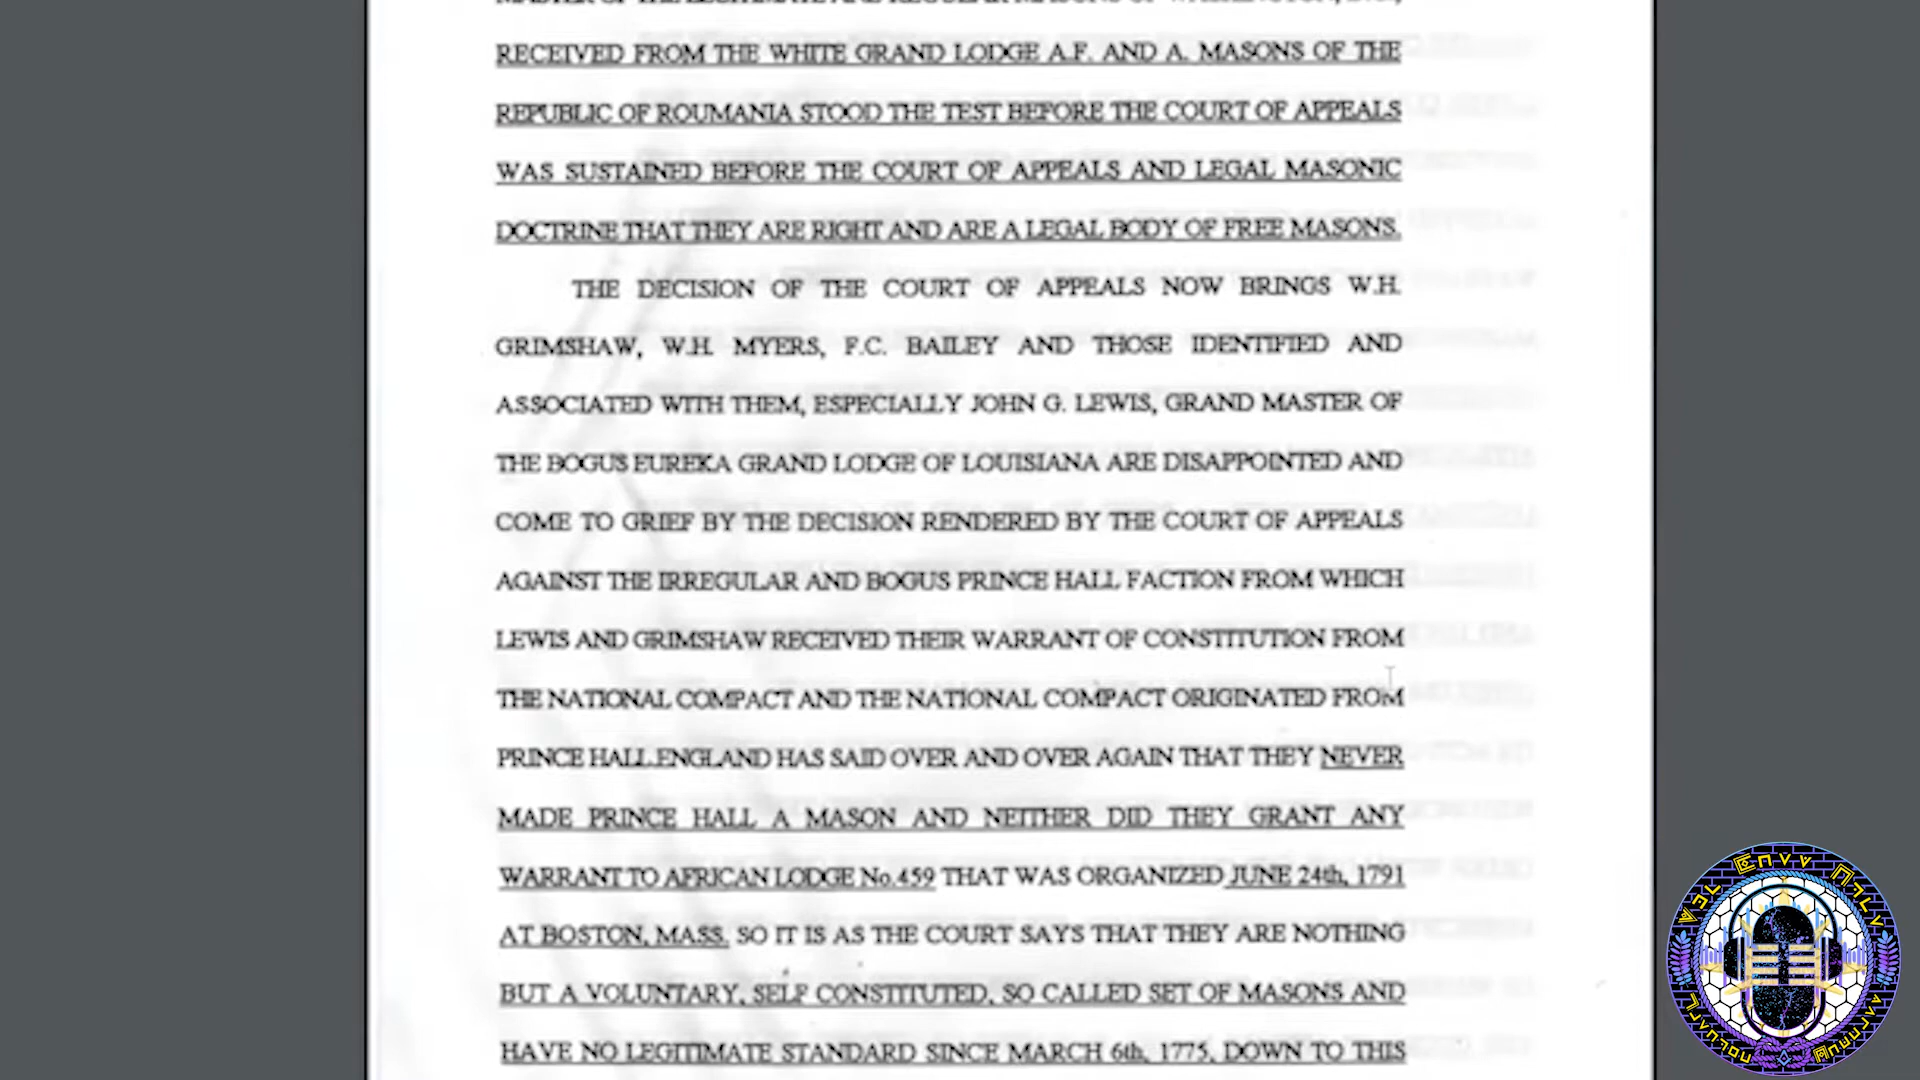 RECEIVED FROM THE WHITE GRAND LODGE A.F. AND A. MASONS OF THE
REPUBLIC OF ROUMANIA STOOD THE TEST BEFORE THE COURT OF APPEALS
WAS SUSTAINED BEFORE THE COURT OF APPEALS AND LEGAL MASONIC
DOCTRINE THAT THEY ARE RIGHT AND ARE A LEGAL BODY OF FREE MASONS.
THE DECISION OF THE COURT OF APPEALS NOW BRINGS W.H.
GRIMSHAW, W.H. MYERS, F.C. BAILEY AND THOSE IDENTIFIED AND
ASSOCIATED WITH THEM, ESPECIALLY JOHN G. LEWIS, GRAND MASTER OF
THE BOGUS EUREKA GRAND LODGE OF LOUISIANA ARE DISAPPOINTED AND
COME TO GRIEF BY THE DECISION RENDERED BY THE COURT OF APPEALS
AGAINST THE IRREGULAR AND BOGUS PRINCE HALL FACTION FROM WHICH
LEWIS AND GRIMSHAW RECEIVED THEIR WARRANT OF CONSTITUTION FROM
THE NATIONAL COMPACT AND THE NATIONAL COMPACT ORIGINATED FROM
PRINCE HALL.ENGLAND HAS SAID OVER AND OVER AGAIN THAT THEY NEVER
MADE PRINCE HALL A MASON AND NEITHER DID THEY GRANT ANY
WARRANT TO AFRICAN LODGE No.459 THAT WAS ORGANIZED JUNE 24th, 1791
AT BOSTON, MASS. SO IT IS AS THE COURT SAYS THAT THEY ARE NOTHING
BUT A VOLUNTARY, SELF CONSTITUTED, SO CALLED SET OF MASONS AND
HAVE NO LEGITIMATE STANDARD SINCE MARCH 6th, 1775, DOWN TO THIS